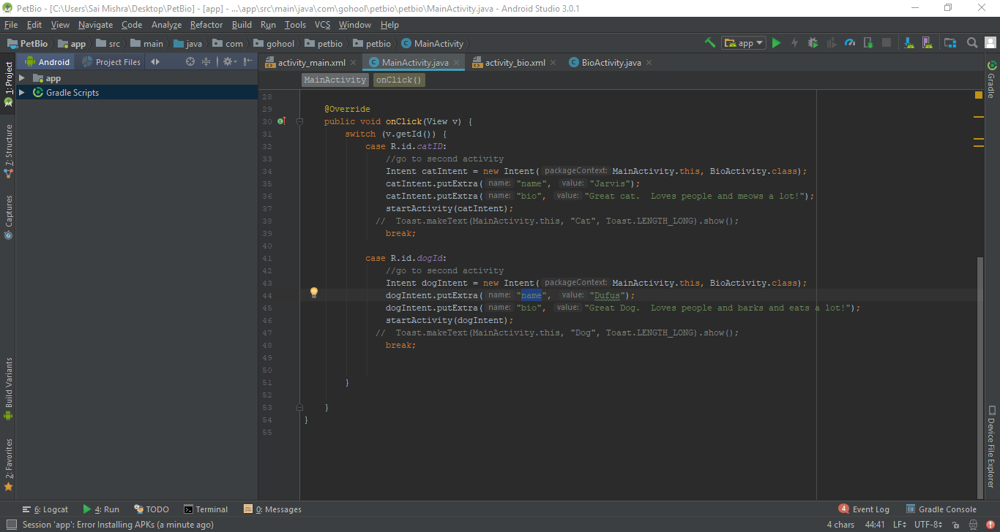 PetBio - [C:\Users\Sai Mishra\Desktop\PetBio] - [app] - ...\app\src\main\java\com\gohool\petbio\petbio\MainActivity.java - Android Studio 3.0.1
File Edit View Navigate Code Analyze Refactor Build Run Tools VCS Window Help
PetBio app src main java com gohool petbio petbio MainActivity app
Android Project Files activity_main.xml MainActivity.java activity_bio.xml BioActivity.java
app MainActivity onClick()
Gradle Scripts
1: Project
7: Structure
Captures
Build Variants
2: Favorites
28
29 @Override
30 public void onClick(View v) {
31 switch (v.getId()) {
32 case R.id.catID:
33 //go to second activity
34 Intent catIntent = new Intent( packageContext: MainActivity.this, BioActivity.class);
35 catIntent.putExtra( name: "name", value: "Jarvis");
36 catIntent.putExtra( name: "bio", value: "Great cat.  Loves people and meows a lot!");
37 startActivity(catIntent);
38 //  Toast.makeText(MainActivity.this, "Cat", Toast.LENGTH_LONG).show();
39 break;
40
41 case R.id.dogId:
42 //go to second activity
43 Intent dogIntent = new Intent( packageContext: MainActivity.this, BioActivity.class);
44 dogIntent.putExtra( name: "name", value: "Dufus");
45 dogIntent.putExtra( name: "bio", value: "Great Dog.  Loves people and barks and eats a lot!");
46 startActivity(dogIntent);
47 //  Toast.makeText(MainActivity.this, "Dog", Toast.LENGTH_LONG).show();
48 break;
49
50
51 }
52
53 }
54 }
55
Gradle
Device File Explorer
6: Logcat 4: Run TODO Terminal 0: Messages 4 Event Log Gradle Console
Session 'app': Error Installing APKs (a minute ago) 4 chars 44:41 LF UTF-8